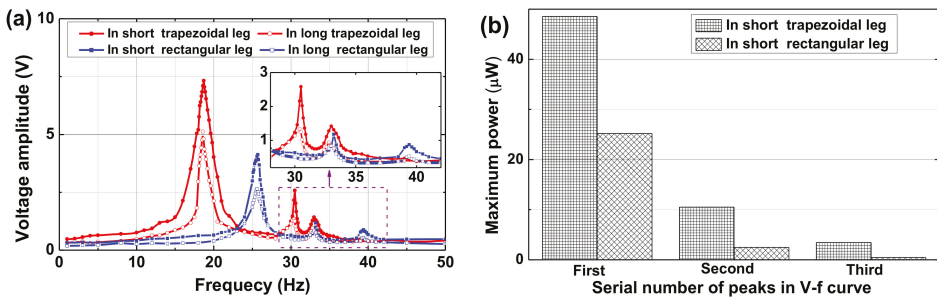 (a)
In short trapezoidal leg
In long trapezoidal leg
In short rectangular leg
In long rectangular leg
Voltage amplitude (V)
10
5
0
3
2
1
30
35
40
0
10
20
30
40
50
Frequecy (Hz)
(b)
In short trapezoidal leg
In short rectangular leg
Maximum power (μW)
40
20
0
First
Second
Third
Serial number of peaks in V-f curve